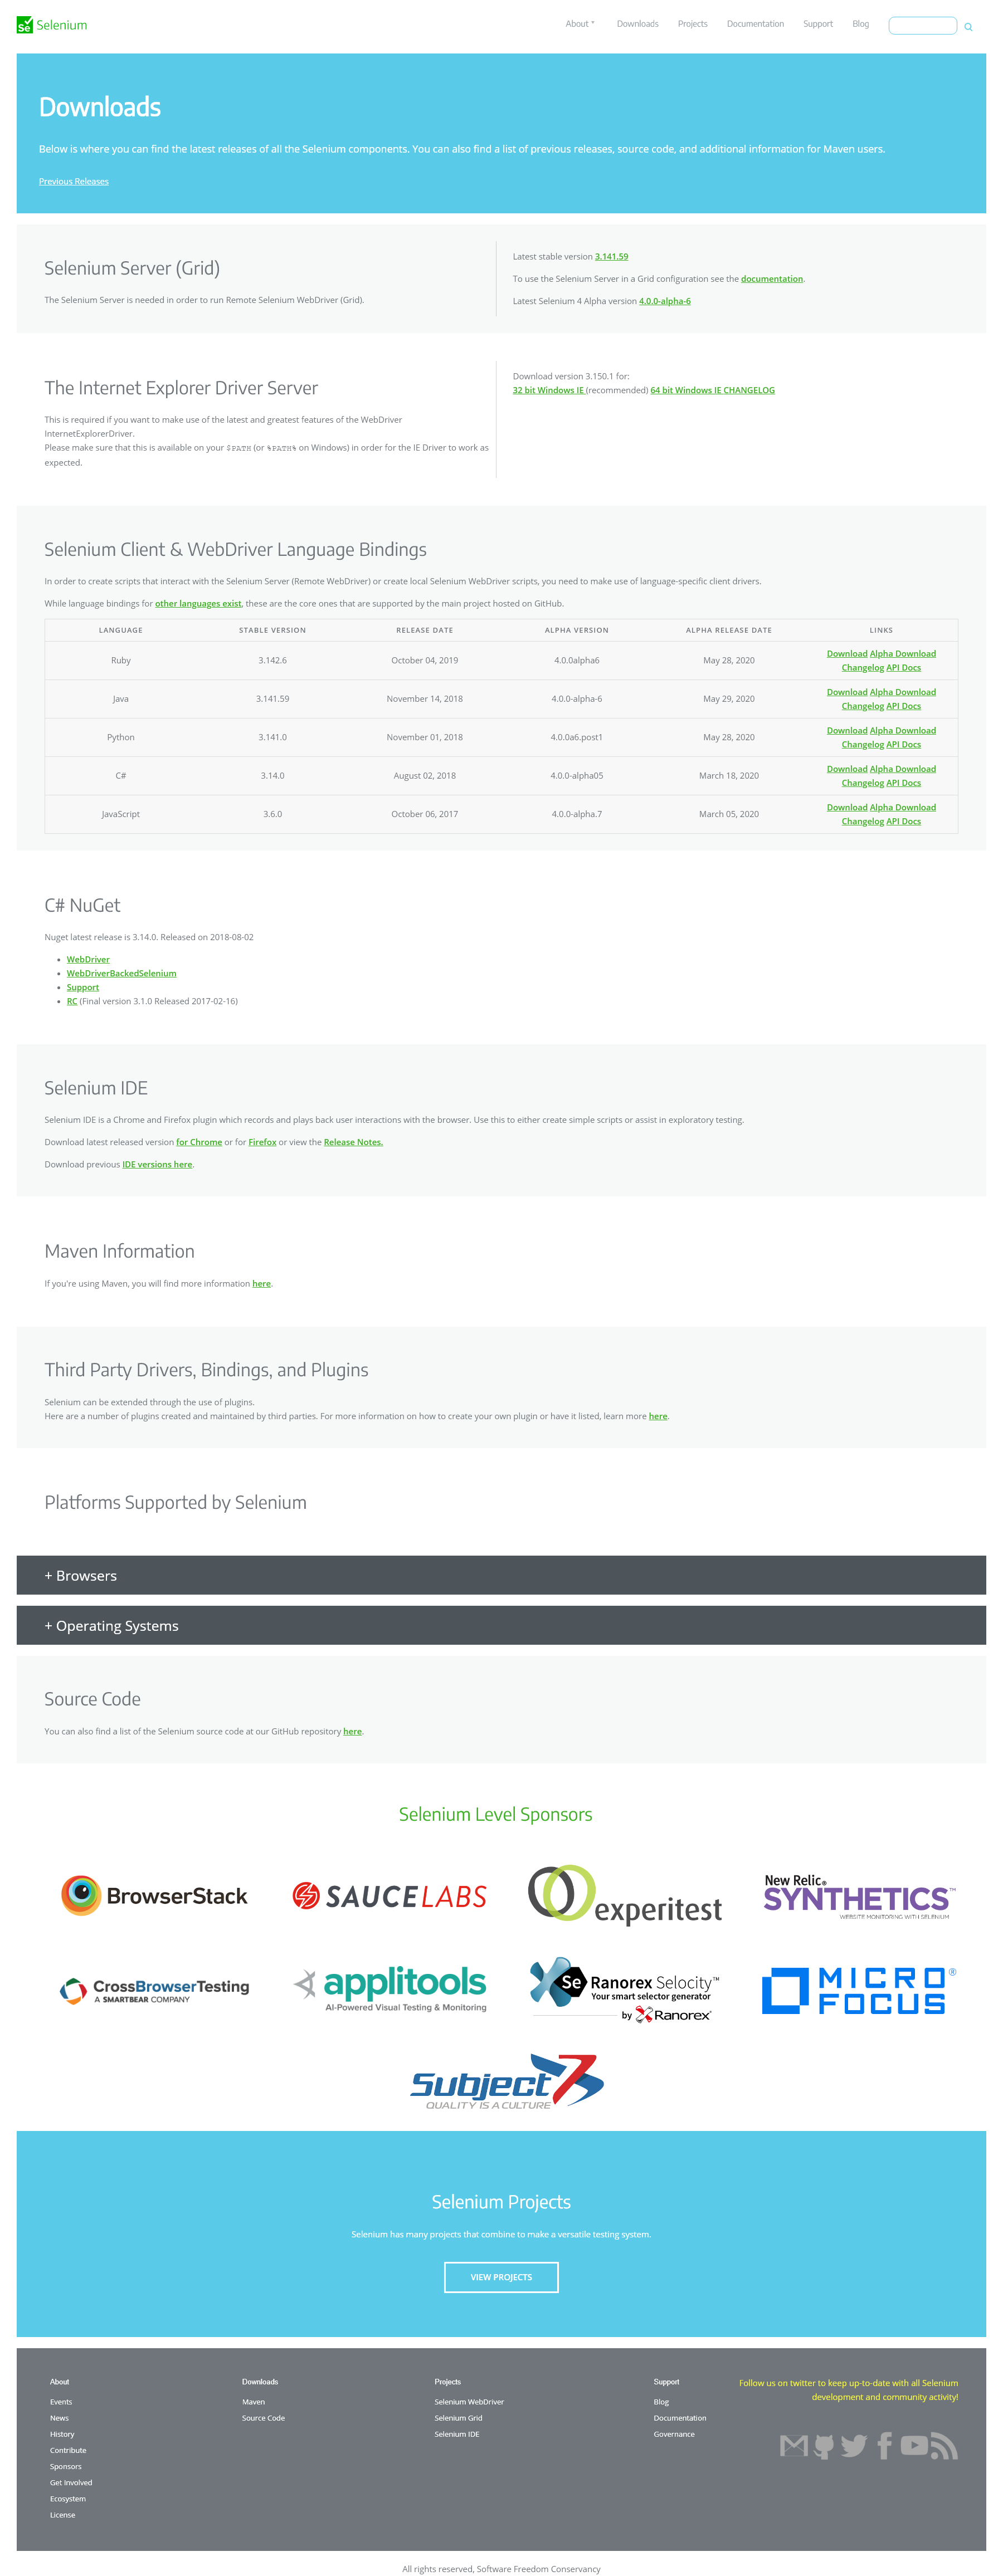 Se Selenium
About
Downloads
Projects
Documentation
Support
Blog
Downloads
Below is where you can find the latest releases of all the Selenium components. You can also find a list of previous releases, source code, and additional information for Maven users.
Previous Releases
Selenium Server (Grid)
The Selenium Server is needed in order to run Remote Selenium WebDriver (Grid).
Latest stable version 3.141.59
To use the Selenium Server in a Grid configuration see the documentation.
Latest Selenium 4 Alpha version 4.0.0-alpha-6
The Internet Explorer Driver Server
This is required if you want to make use of the latest and greatest features of the WebDriver
InternetExplorerDriver.
Please make sure that this is available on your $PATH (or %PATH% on Windows) in order for the IE Driver to work as
expected.
Download version 3.150.1 for:
32 bit Windows IE (recommended) 64 bit Windows IE CHANGELOG
Selenium Client & WebDriver Language Bindings
In order to create scripts that interact with the Selenium Server (Remote WebDriver) or create local Selenium WebDriver scripts, you need to make use of language-specific client drivers.
While language bindings for other languages exist, these are the core ones that are supported by the main project hosted on GitHub.
LANGUAGE STABLE VERSION RELEASE DATE ALPHA VERSION ALPHA RELEASE DATE LINKS
Ruby 3.142.6 October 04, 2019 4.0.0alpha6 May 28, 2020 Download Alpha Download
Changelog API Docs
Java 3.141.59 November 14, 2018 4.0.0-alpha-6 May 29, 2020 Download Alpha Download
Changelog API Docs
Python 3.141.0 November 01, 2018 4.0.0a6.post1 May 28, 2020 Download Alpha Download
Changelog API Docs
C# 3.14.0 August 02, 2018 4.0.0-alpha05 March 18, 2020 Download Alpha Download
Changelog API Docs
JavaScript 3.6.0 October 06, 2017 4.0.0-alpha.7 March 05, 2020 Download Alpha Download
Changelog API Docs
C# NuGet
Nuget latest release is 3.14.0. Released on 2018-08-02
WebDriver
WebDriverBackedSelenium
Support
RC (Final version 3.1.0 Released 2017-02-16)
Selenium IDE
Selenium IDE is a Chrome and Firefox plugin which records and plays back user interactions with the browser. Use this to either create simple scripts or assist in exploratory testing.
Download latest released version for Chrome or for Firefox or view the Release Notes.
Download previous IDE versions here.
Maven Information
If you're using Maven, you will find more information here.
Third Party Drivers, Bindings, and Plugins
Selenium can be extended through the use of plugins.
Here are a number of plugins created and maintained by third parties. For more information on how to create your own plugin or have it listed, learn more here.
Platforms Supported by Selenium
+ Browsers
+ Operating Systems
Source Code
You can also find a list of the Selenium source code at our GitHub repository here.
Selenium Level Sponsors
BrowserStack
SAUCE LABS
experitest
New Relic®
SYNTHETICS™
WEBSITE MONITORING WITH SELENIUM
CrossBrowserTesting
A SMARTBEAR COMPANY
applitools
AI-Powered Visual Testing & Monitoring
Se Ranorex Selocity™
Your smart selector generator
by Ranorex®
MICRO®
FOCUS
Subject7
QUALITY IS A CULTURE
Selenium Projects
Selenium has many projects that combine to make a versatile testing system.
VIEW PROJECTS
About
Events
News
History
Contribute
Sponsors
Get Involved
Ecosystem
License
Downloads
Maven
Source Code
Projects
Selenium WebDriver
Selenium Grid
Selenium IDE
Support
Blog
Documentation
Governance
Follow us on twitter to keep up-to-date with all Selenium
development and community activity!
All rights reserved, Software Freedom Conservancy